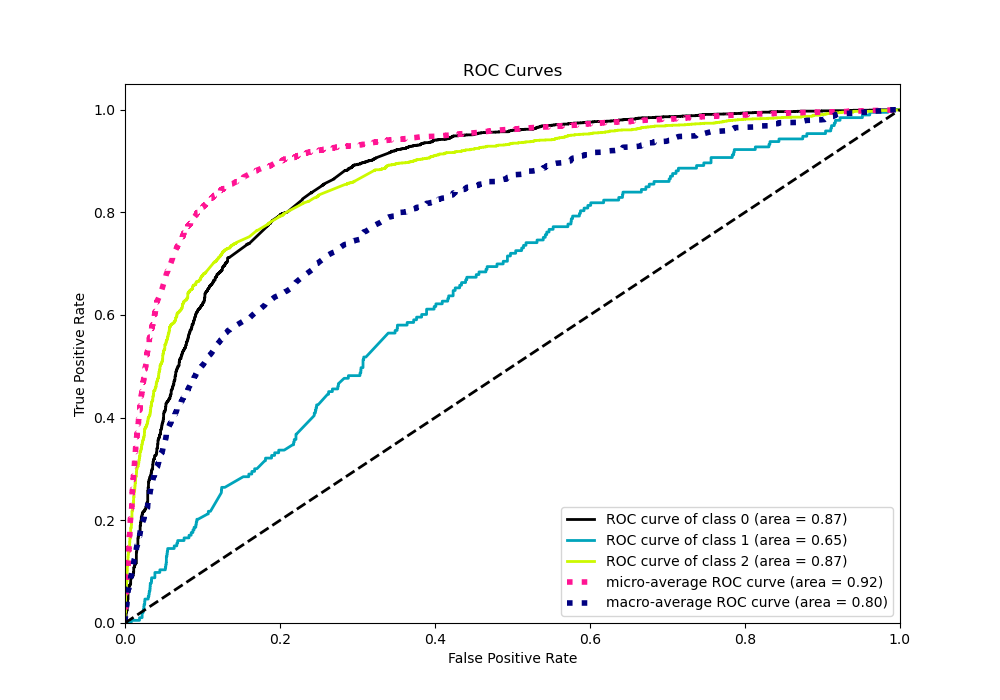 ROC Curves
True Positive Rate
1.0
0.8
0.6
0.4
0.2
0.0
ROC curve of class 0 (area = 0.87)
ROC curve of class 1 (area = 0.65)
ROC curve of class 2 (area = 0.87)
micro-average ROC curve (area = 0.92)
macro-average ROC curve (area = 0.80)
0.0 0.2 0.4 0.6 0.8 1.0
False Positive Rate